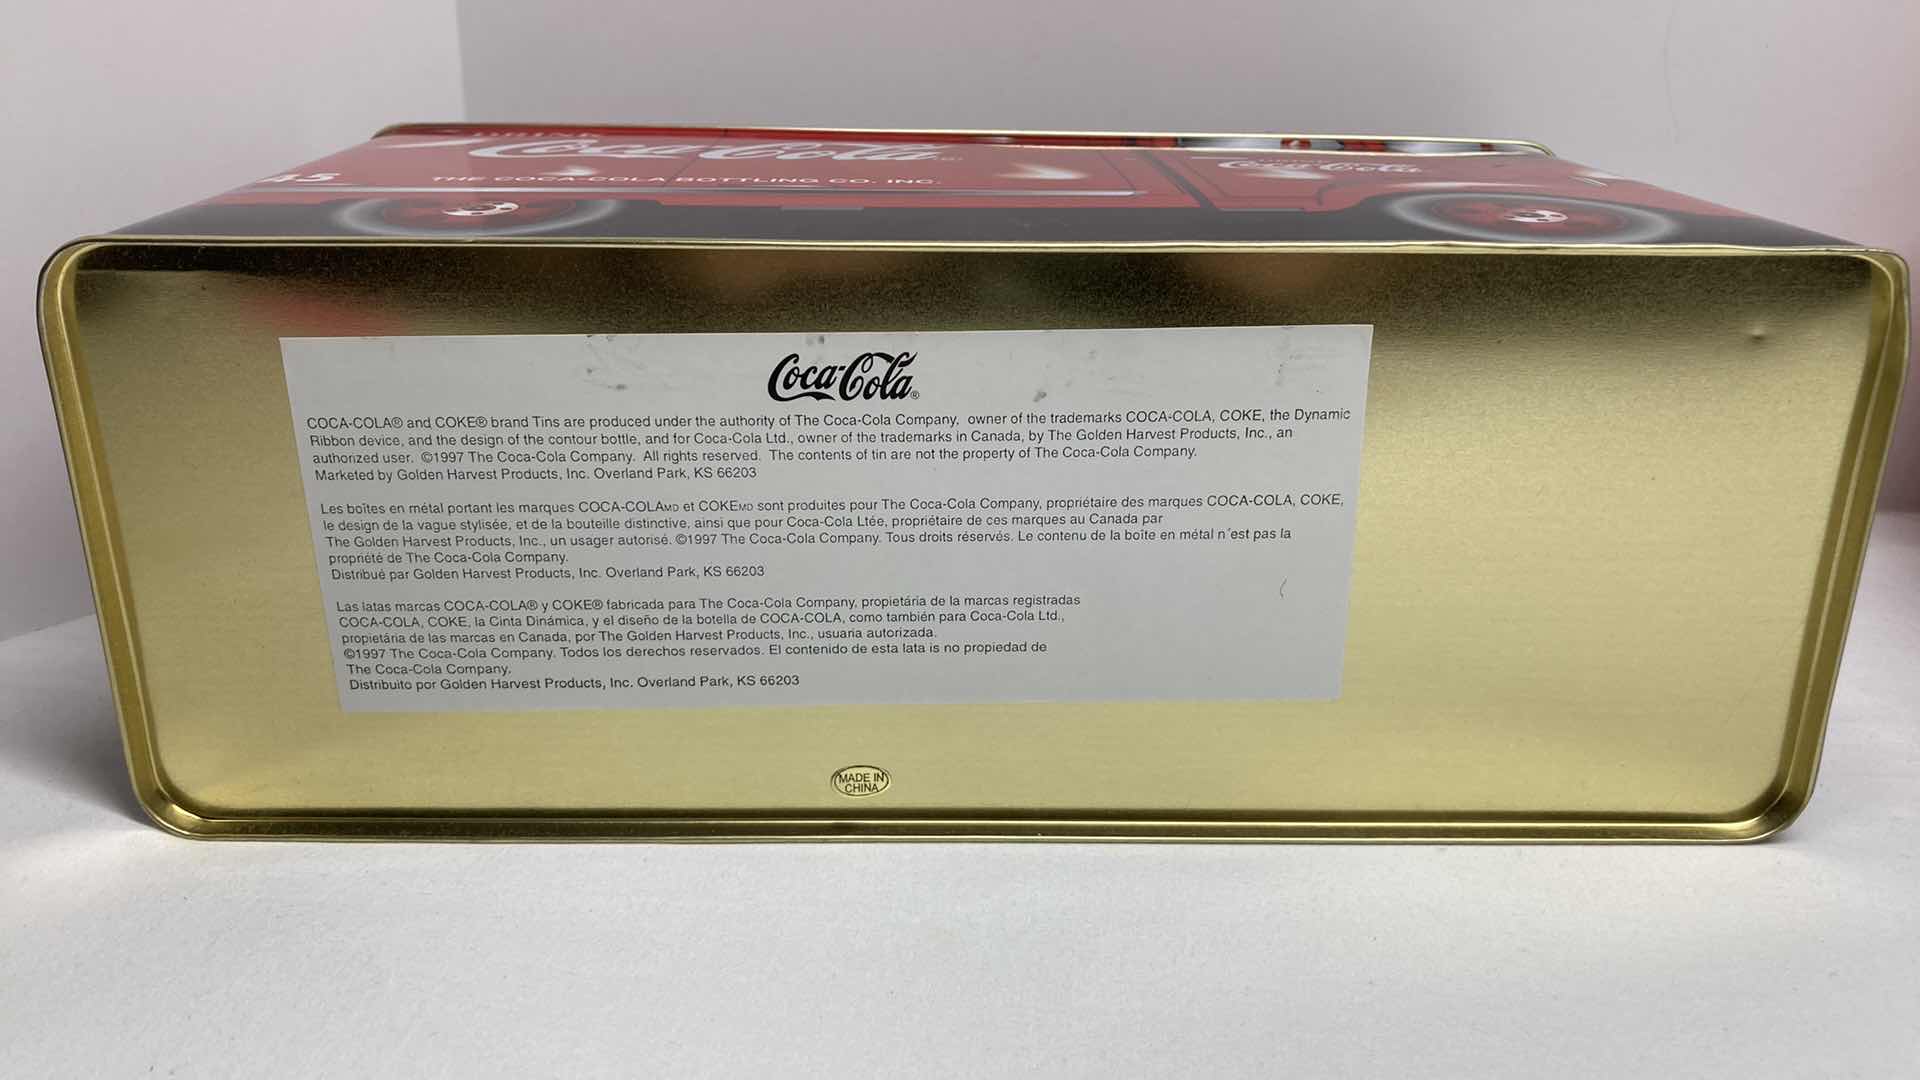 DRINK
Coca-Cola
45
THE COCA-COLA BOTTLING CO. INC.
Coca-Cola
Coca-Cola®
COCA-COLA® and COKE® brand Tins are produced under the authority of The Coca-Cola Company, owner of the trademarks COCA-COLA, COKE, the Dynamic
Ribbon device, and the design of the contour bottle, and for Coca-Cola Ltd., owner of the trademarks in Canada, by The Golden Harvest Products, Inc., an
authorized user. ©1997 The Coca-Cola Company. All rights reserved. The contents of tin are not the property of The Coca-Cola Company.
Marketed by Golden Harvest Products, Inc. Overland Park, KS 66203
Les boîtes en métal portant les marques COCA-COLAMD et COKEMD sont produites pour The Coca-Cola Company, propriétaire des marques COCA-COLA, COKE,
le design de la vague stylisée, et de la bouteille distinctive, ainsi que pour Coca-Cola Ltée, propriétaire de ces marques au Canada par
The Golden Harvest Products, Inc., un usager autorisé. ©1997 The Coca-Cola Company. Tous droits réservés. Le contenu de la boîte en métal n'est pas la
propriété de The Coca-Cola Company.
Distribué par Golden Harvest Products, Inc. Overland Park, KS 66203
Las latas marcas COCA-COLA® y COKE® fabricada para The Coca-Cola Company, propietária de la marcas registradas
COCA-COLA, COKE, la Cinta Dinámica, y el diseño de la botella de COCA-COLA, como también para Coca-Cola Ltd.,
propietária de las marcas en Canada, por The Golden Harvest Products, Inc., usuaria autorizada.
©1997 The Coca-Cola Company. Todos los derechos reservados. El contenido de esta lata is no propiedad de
The Coca-Cola Company.
Distribuito por Golden Harvest Products, Inc. Overland Park, KS 66203
MADE IN
CHINA